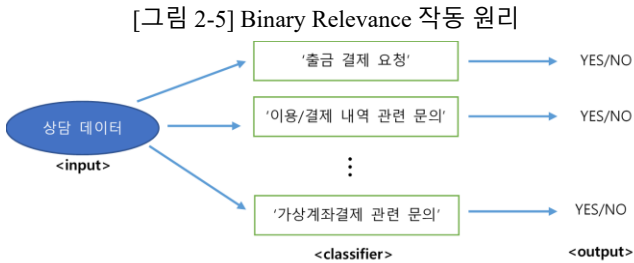 [그림 2-5] Binary Relevance 작동 원리
'출금 결제 요청'
YES/NO
상담 데이터
<input>
'이용/결제 내역 관련 문의'
YES/NO
⋮
'가상계좌결제 관련 문의'
YES/NO
<classifier>
<output>